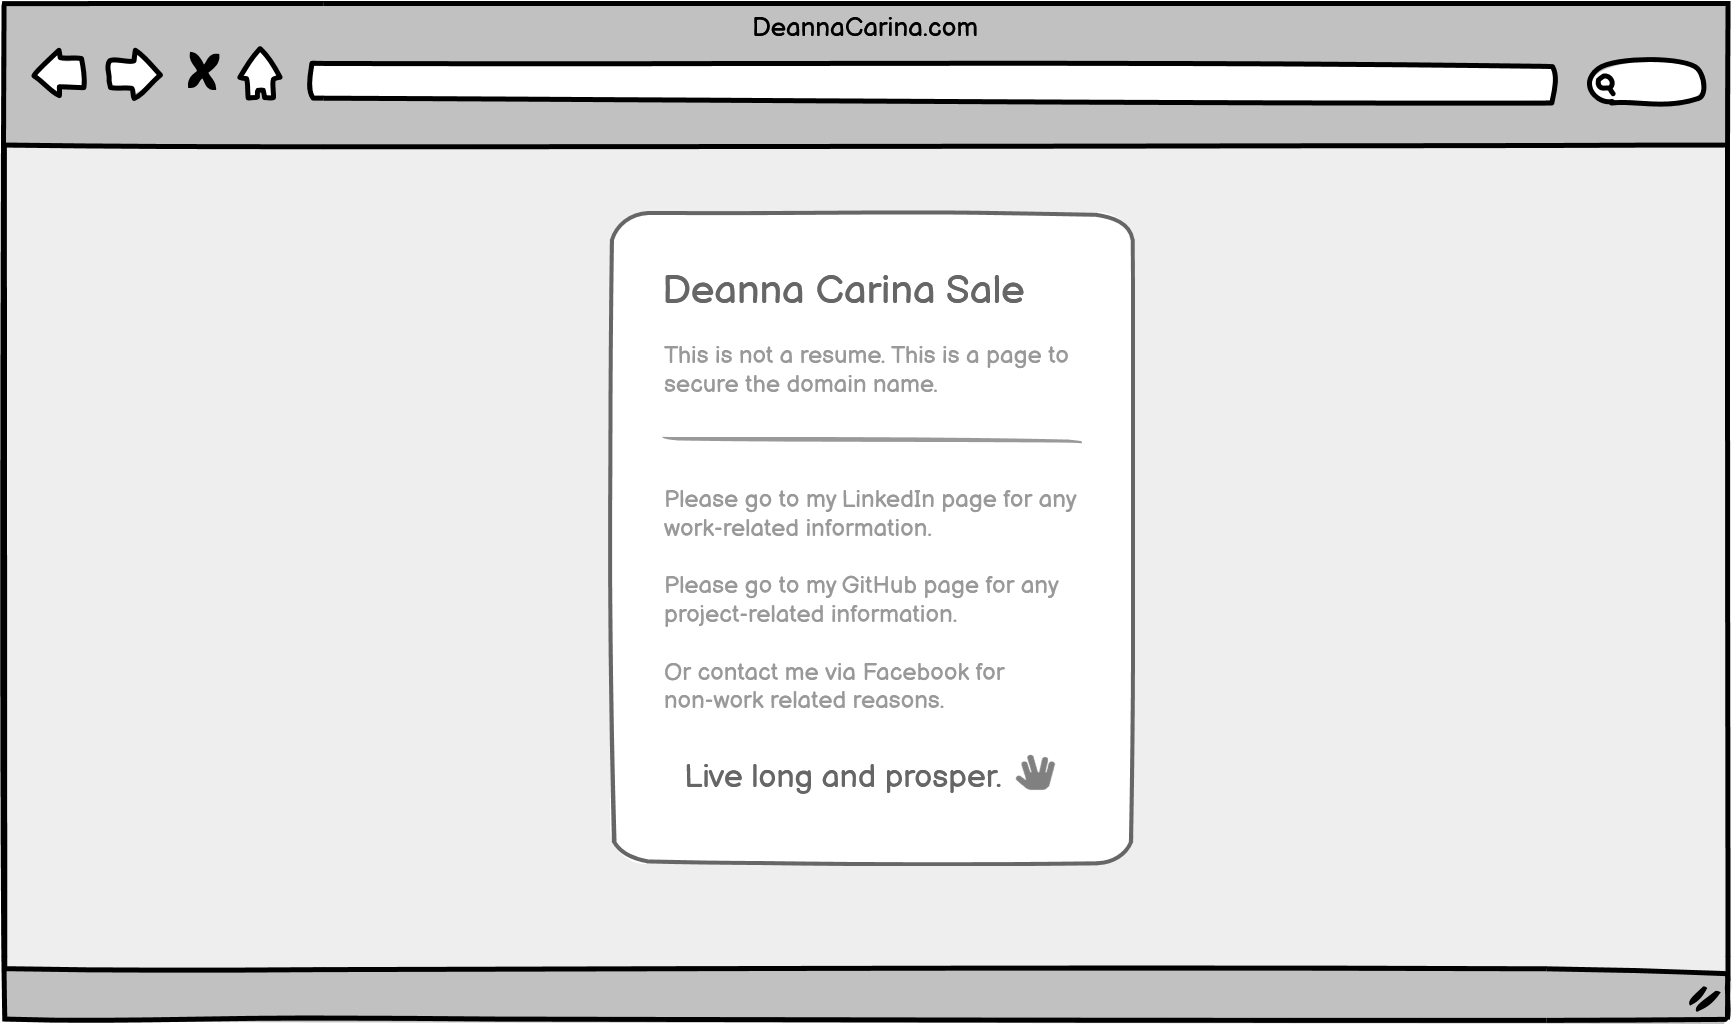 DeannaCarina.com
Deanna Carina Sale
This is not a resume. This is a page to
secure the domain name.
Please go to my LinkedIn page for any
work-related information.
Please go to my GitHub page for any
project-related information.
Or contact me via Facebook for
non-work related reasons.
Live long and prosper.